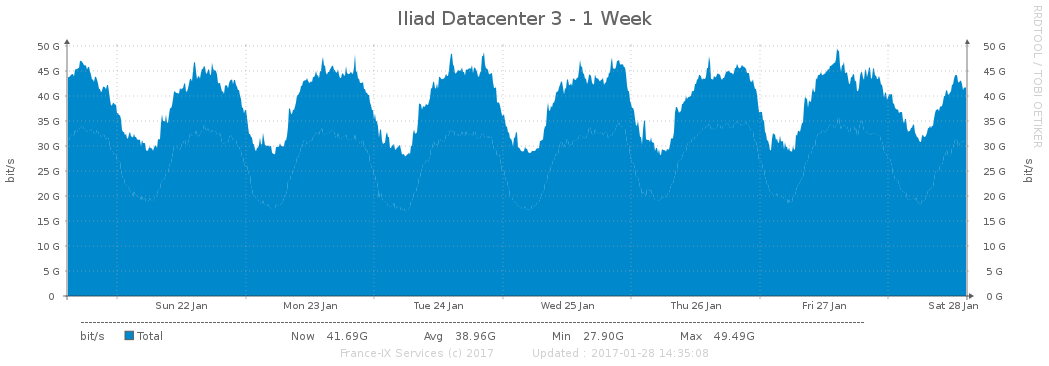 Iliad Datacenter 3 - 1 Week
RRDTOOL / TOBI OETIKER
bit/s
50 G 50 G
45 G 45 G
40 G 40 G
35 G 35 G
30 G 30 G
25 G 25 G
20 G 20 G
15 G 15 G
10 G 10 G
5 G 5 G
0 0 G
bit/s
Sun 22 Jan Mon 23 Jan Tue 24 Jan Wed 25 Jan Thu 26 Jan Fri 27 Jan Sat 28 Jan
bit/s Total Now 41.69G Avg 38.96G Min 27.90G Max 49.49G
France-IX Services (c) 2017 Updated : 2017-01-28 14:35:08